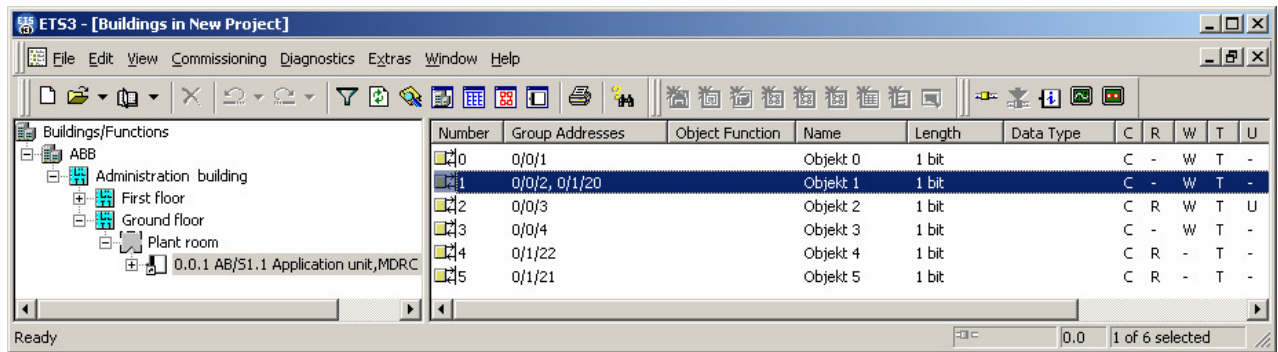 ETS3 - [Buildings in New Project]
File Edit View Commissioning Diagnostics Extras Window Help
Buildings/Functions
ABB
Administration building
First floor
Ground floor
Plant room
0.0.1 AB/S1.1 Application unit,MDRC
Number Group Addresses Object Function Name Length Data Type C R W T U
0 0/0/1 Objekt 0 1 bit C - W T -
1 0/0/2, 0/1/20 Objekt 1 1 bit C - W T -
2 0/0/3 Objekt 2 1 bit C R W T U
3 0/0/4 Objekt 3 1 bit C - W T -
4 0/1/22 Objekt 4 1 bit C R - T -
5 0/1/21 Objekt 5 1 bit C R - T -
Ready 0.0 1 of 6 selected